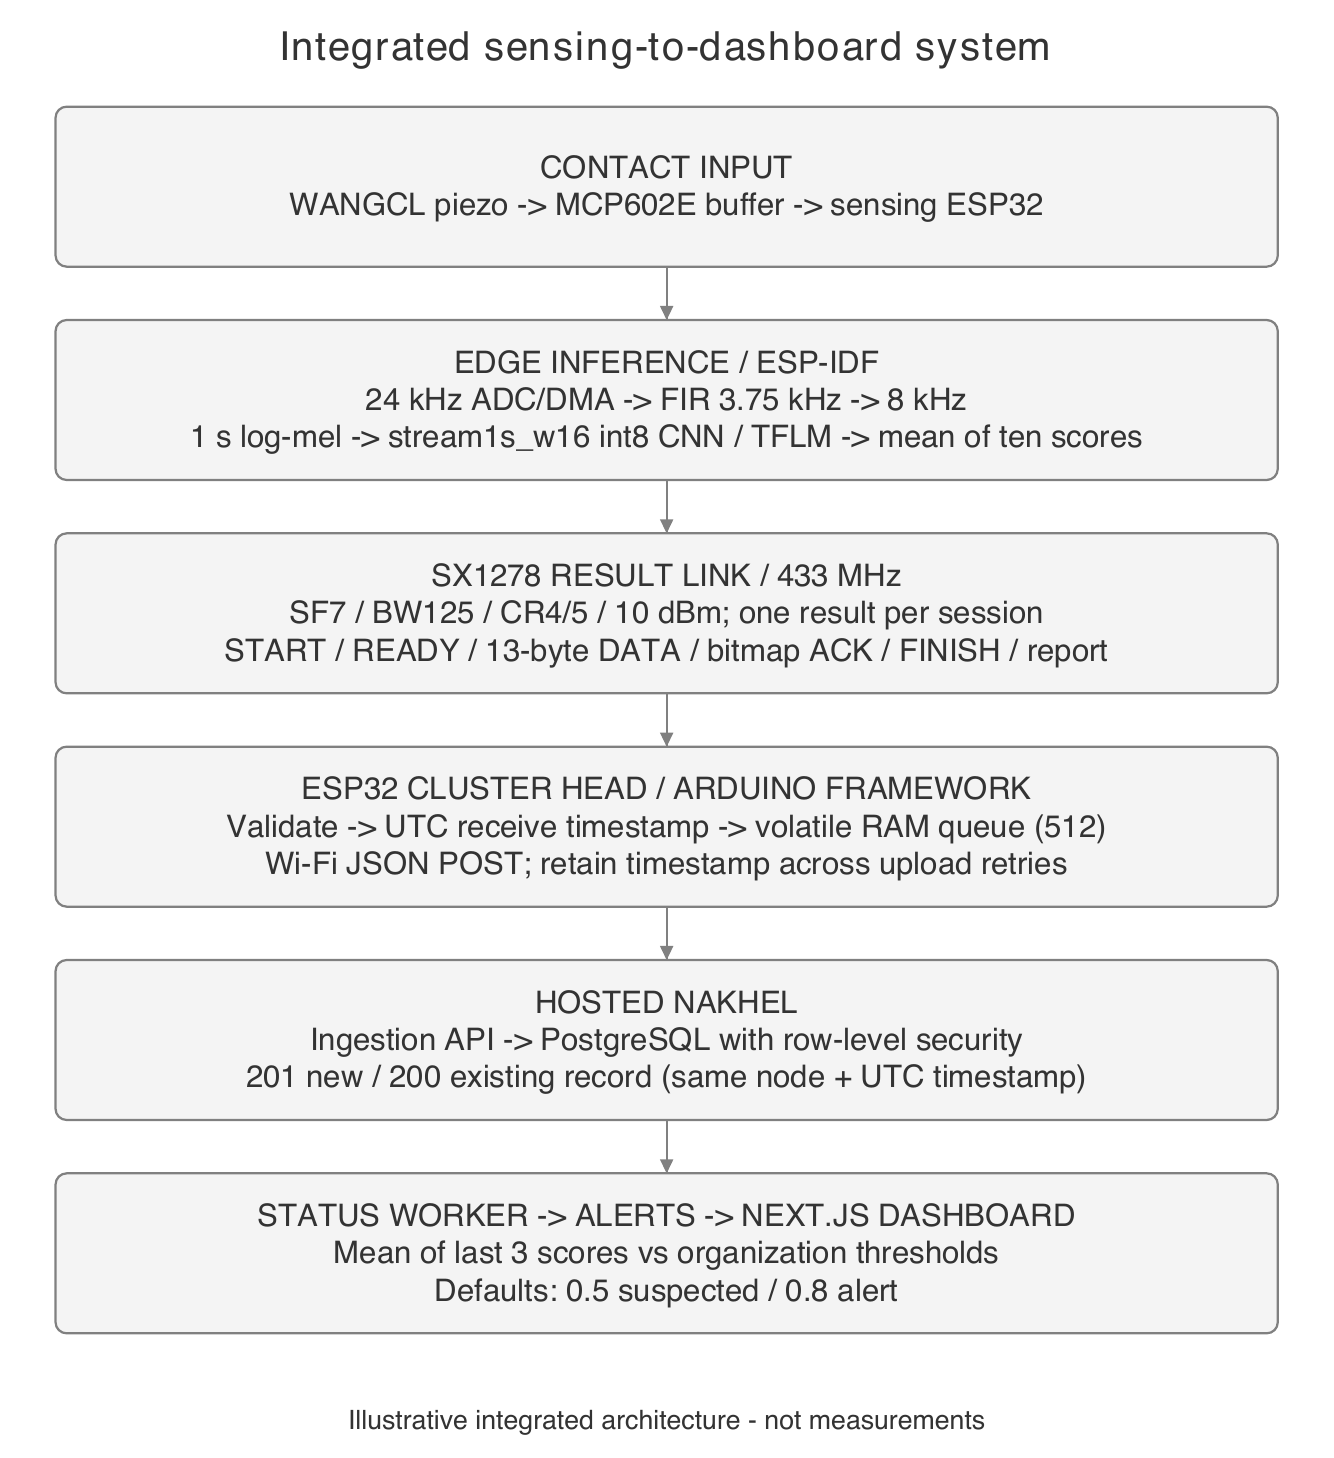 Integrated sensing-to-dashboard system
CONTACT INPUT
WANGCL piezo -> MCP602E buffer -> sensing ESP32
EDGE INFERENCE / ESP-IDF
24 kHz ADC/DMA -> FIR 3.75 kHz -> 8 kHz
1 s log-mel -> stream1s_w16 int8 CNN / TFLM -> mean of ten scores
SX1278 RESULT LINK / 433 MHz
SF7 / BW125 / CR4/5 / 10 dBm; one result per session
START / READY / 13-byte DATA / bitmap ACK / FINISH / report
ESP32 CLUSTER HEAD / ARDUINO FRAMEWORK
Validate -> UTC receive timestamp -> volatile RAM queue (512)
Wi-Fi JSON POST; retain timestamp across upload retries
HOSTED NAKHEL
Ingestion API -> PostgreSQL with row-level security
201 new / 200 existing record (same node + UTC timestamp)
STATUS WORKER -> ALERTS -> NEXT.JS DASHBOARD
Mean of last 3 scores vs organization thresholds
Defaults: 0.5 suspected / 0.8 alert
Illustrative integrated architecture - not measurements